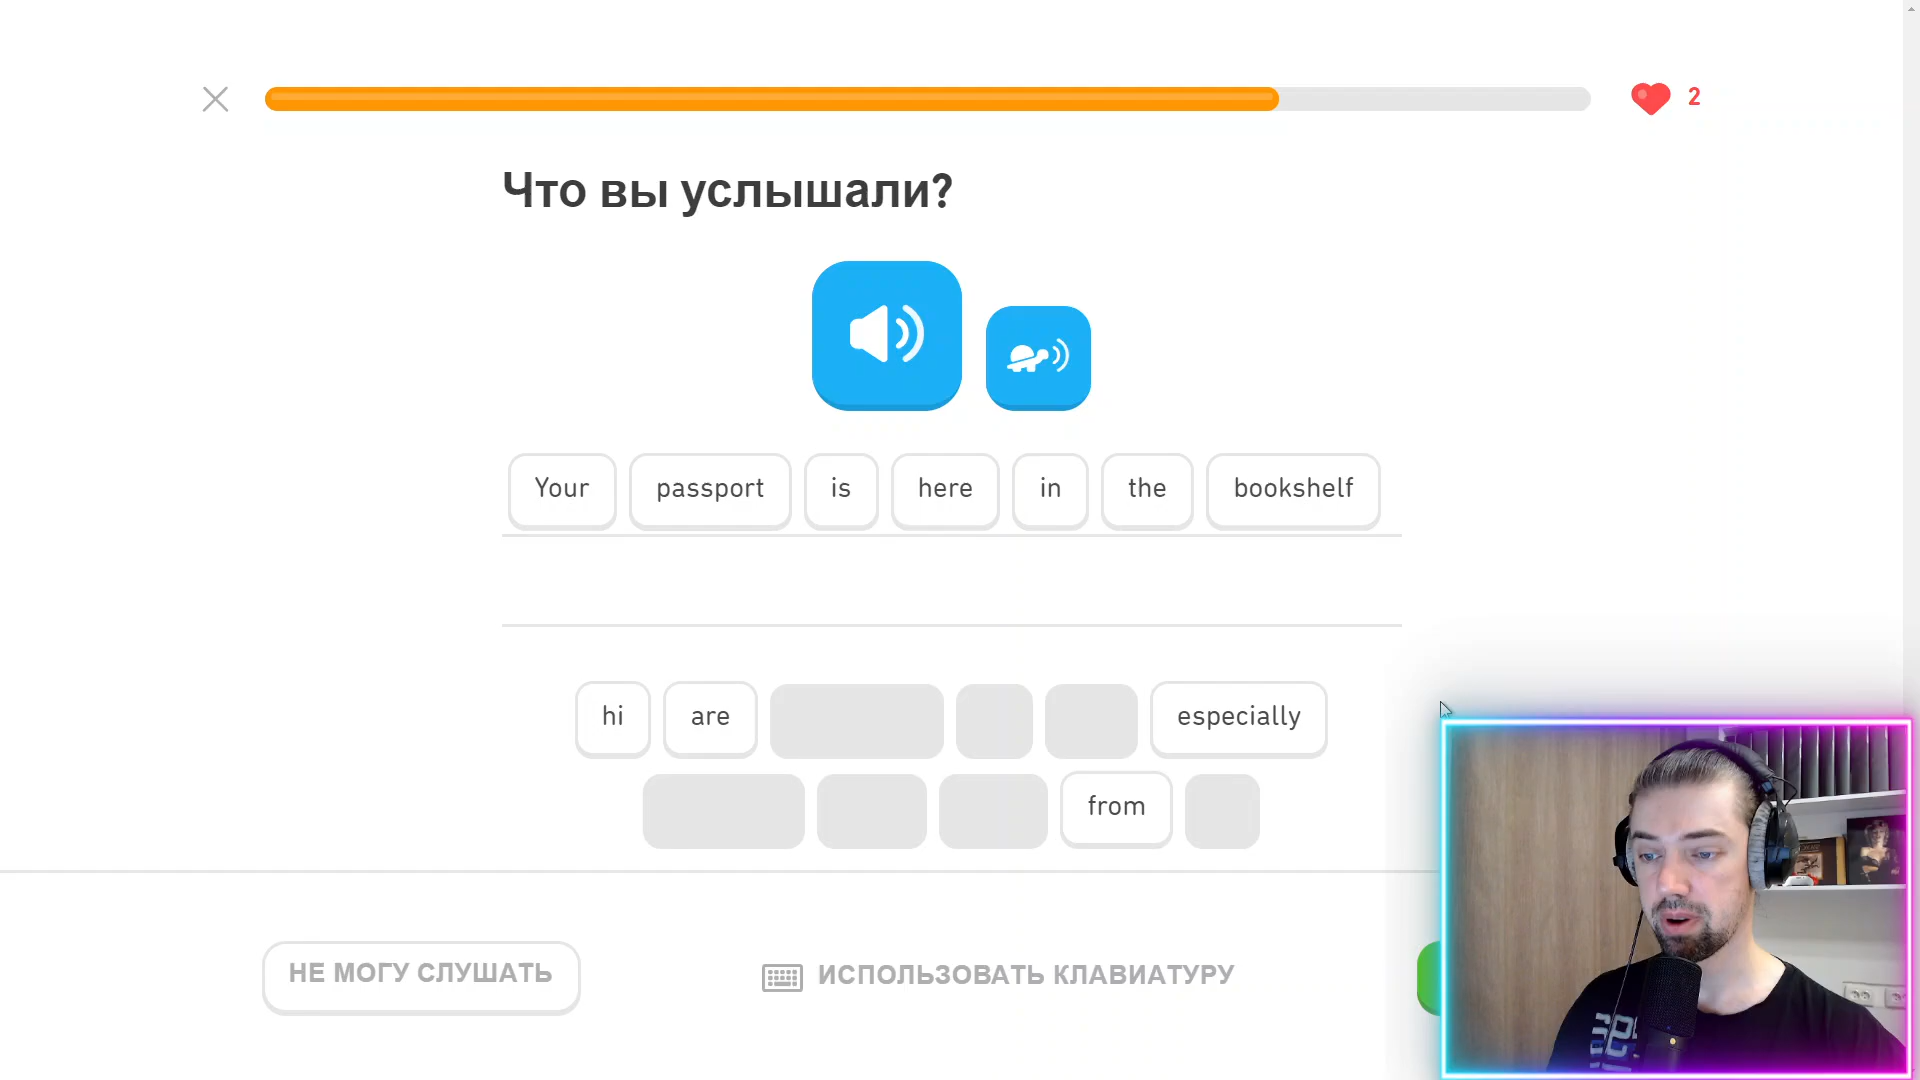 2
Что вы услышали?
Your passport is here in the bookshelf
hi are especially
from
НЕ МОГУ СЛУШАТЬ ИСПОЛЬЗОВАТЬ КЛАВИАТУРУ